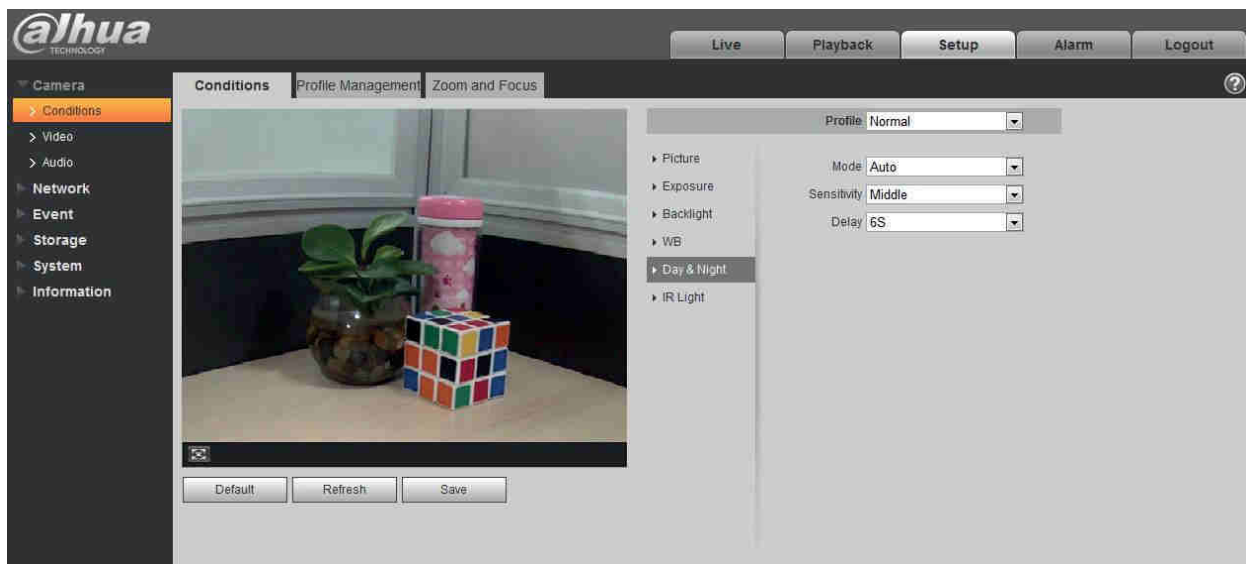 alhua
TECHNOLOGY
Live
Playback
Setup
Alarm
Logout
Camera
Conditions
Video
Audio
Network
Event
Storage
System
Information
Conditions
Profile Management
Zoom and Focus
?
Default
Refresh
Save
Profile Normal
Picture
Exposure
Backlight
WB
Day & Night
IR Light
Mode Auto
Sensitivity Middle
Delay 6S